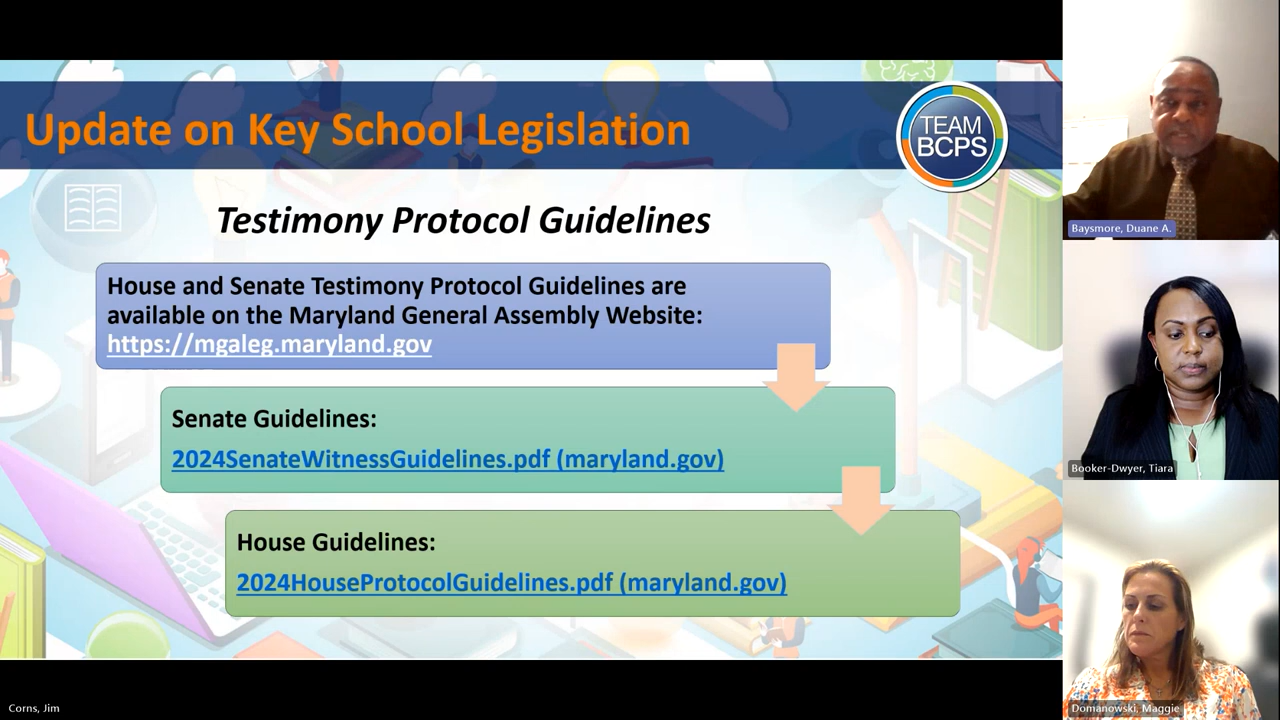 Update on Key School Legislation
TEAM
BCPS
Testimony Protocol Guidelines
House and Senate Testimony Protocol Guidelines are
available on the Maryland General Assembly Website:
https://mgaleg.maryland.gov
Senate Guidelines:
2024SenateWitnessGuidelines.pdf (maryland.gov)
House Guidelines:
2024HouseProtocolGuidelines.pdf (maryland.gov)
Corns, Jim
Baysmore, Duane A.
Booker-Dwyer, Tiara
Domanowski, Maggie